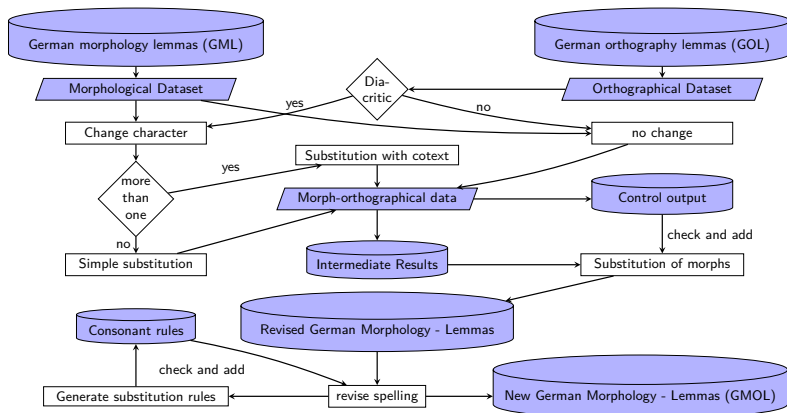 German morphology lemmas (GML)
German orthography lemmas (GOL)
Morphological Dataset
Dia-
critic
Orthographical Dataset
yes
no
Change character
no change
Substitution with cotext
yes
more
than
one
Morph-orthographical data
Control output
no
check and add
Simple substitution
Intermediate Results
Substitution of morphs
Consonant rules
Revised German Morphology - Lemmas
check and add
Generate substitution rules
revise spelling
New German Morphology - Lemmas (GMOL)